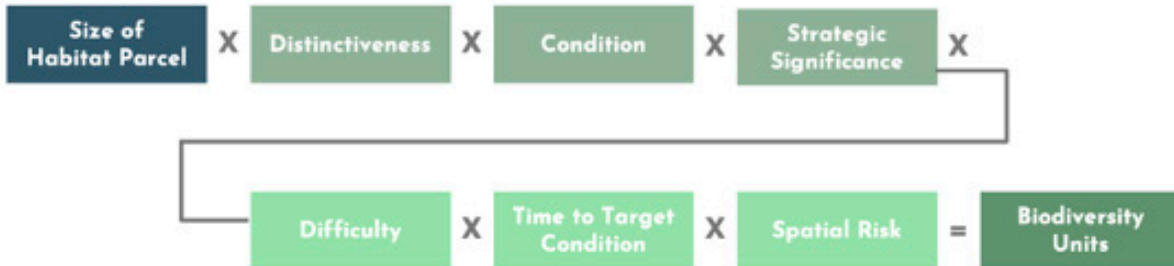 Size of
Habitat Parcel X Distinctiveness X Condition X Strategic
Significance X
Difficulty X Time to Target
Condition X Spatial Risk = Biodiversity
Units